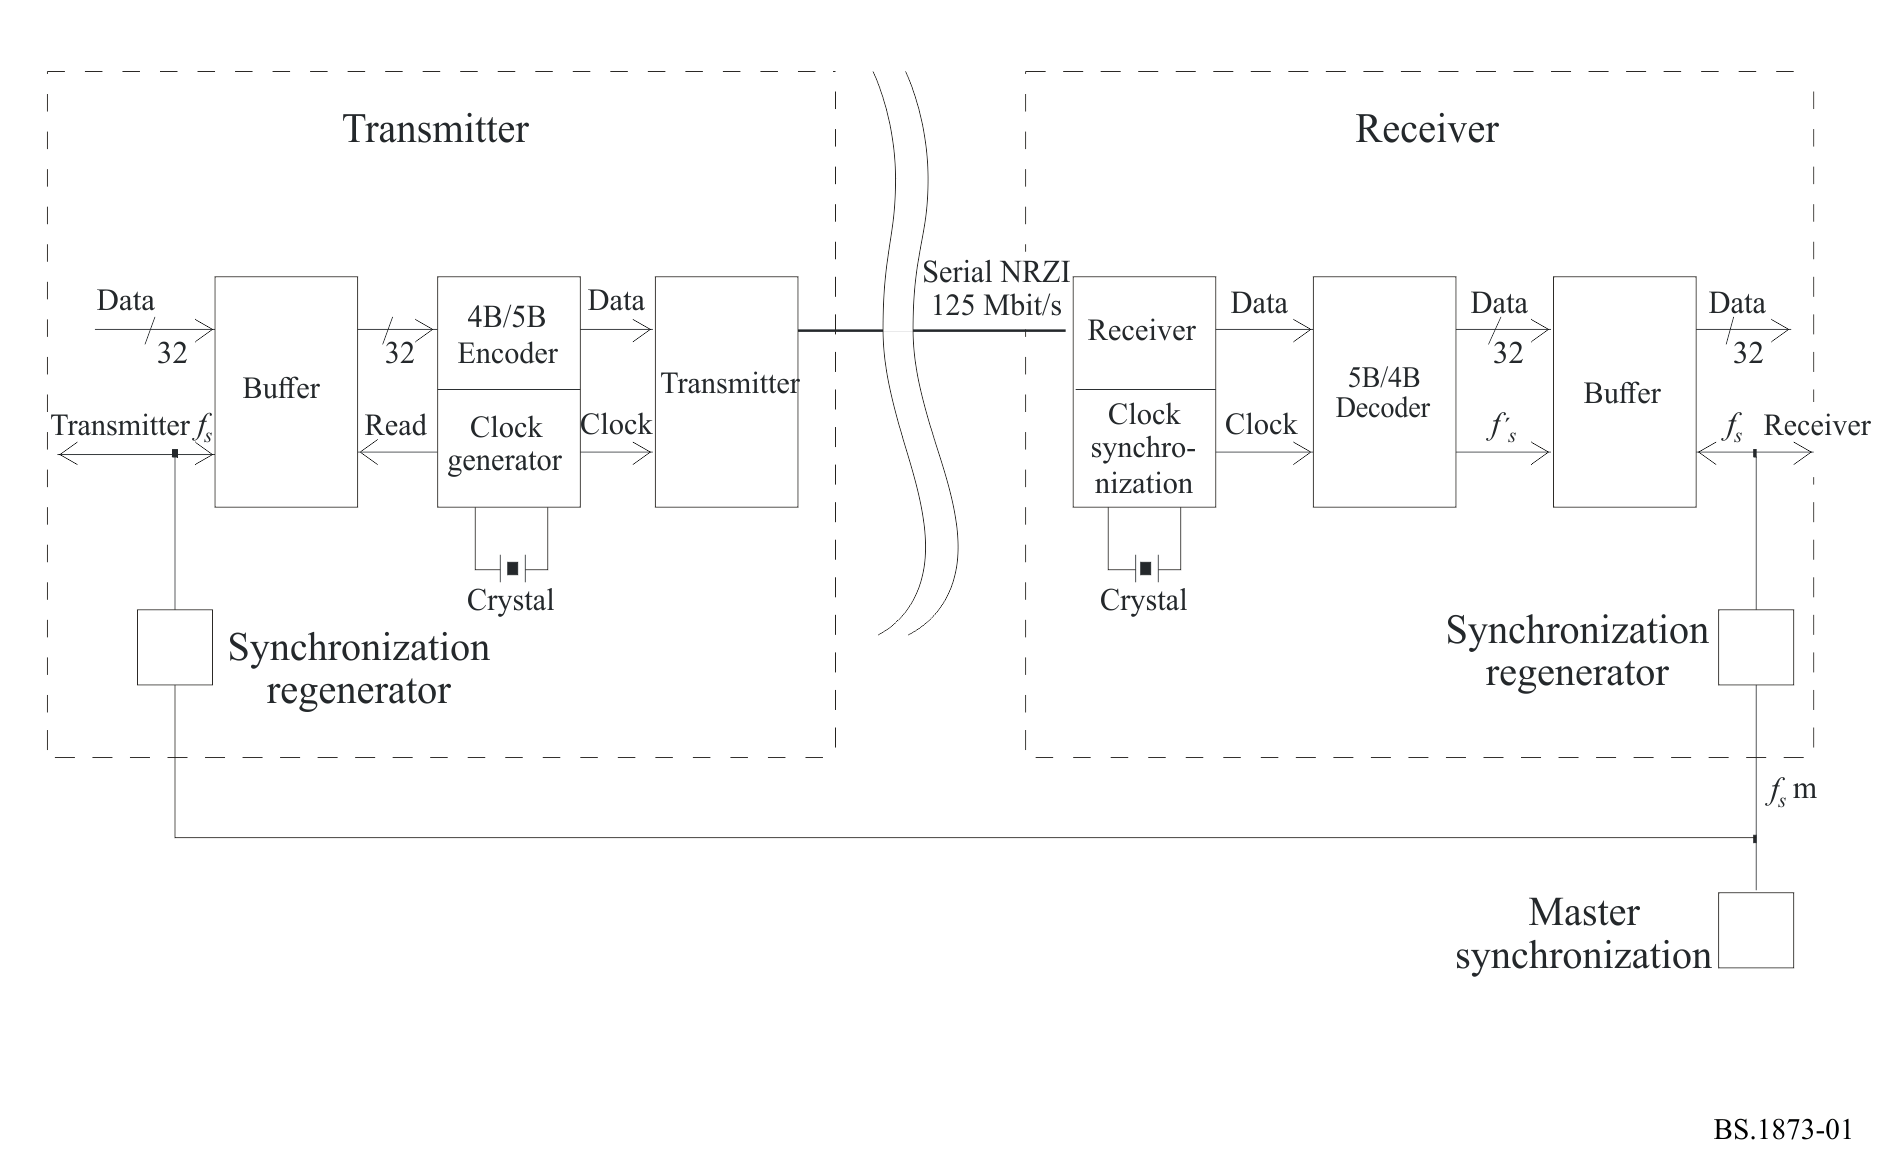 Transmitter
Receiver
Data
32
Transmitter fs
Buffer
32
Read
4B/5B
Encoder
Clock
generator
Crystal
Data
Clock
Transmitter
Serial NRZI
125 Mbit/s
Receiver
Clock
synchro-
nization
Crystal
Data
Clock
5B/4B
Decoder
Data
32
f′s
Buffer
Data
32
fs
Receiver
Synchronization
regenerator
Synchronization
regenerator
fs m
Master
synchronization
BS.1873-01